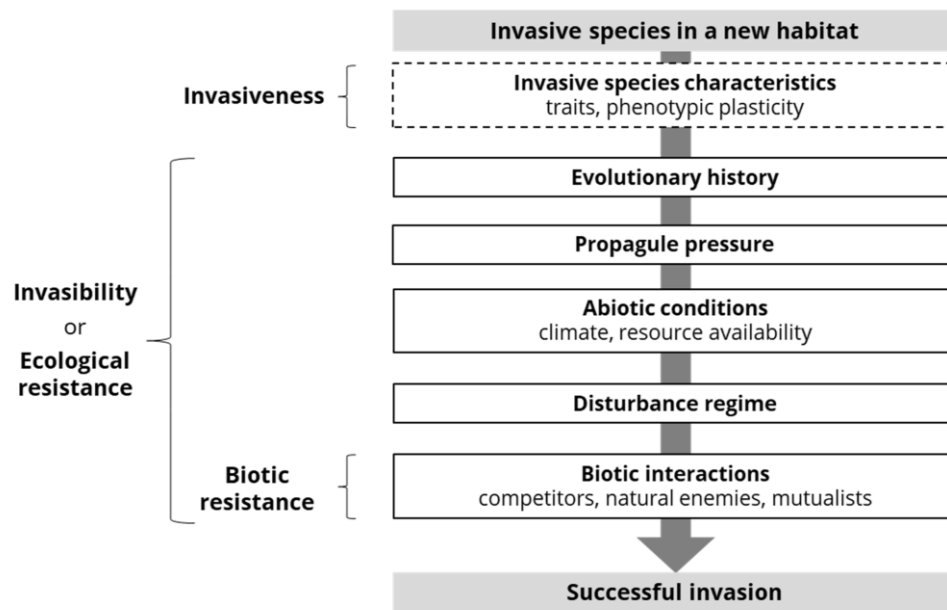 Invasive species in a new habitat
Invasiveness
Invasive species characteristics
traits, phenotypic plasticity
Evolutionary history
Propagule pressure
Invasibility
or
Ecological
resistance
Abiotic conditions
climate, resource availability
Disturbance regime
Biotic
resistance
Biotic interactions
competitors, natural enemies, mutualists
Successful invasion